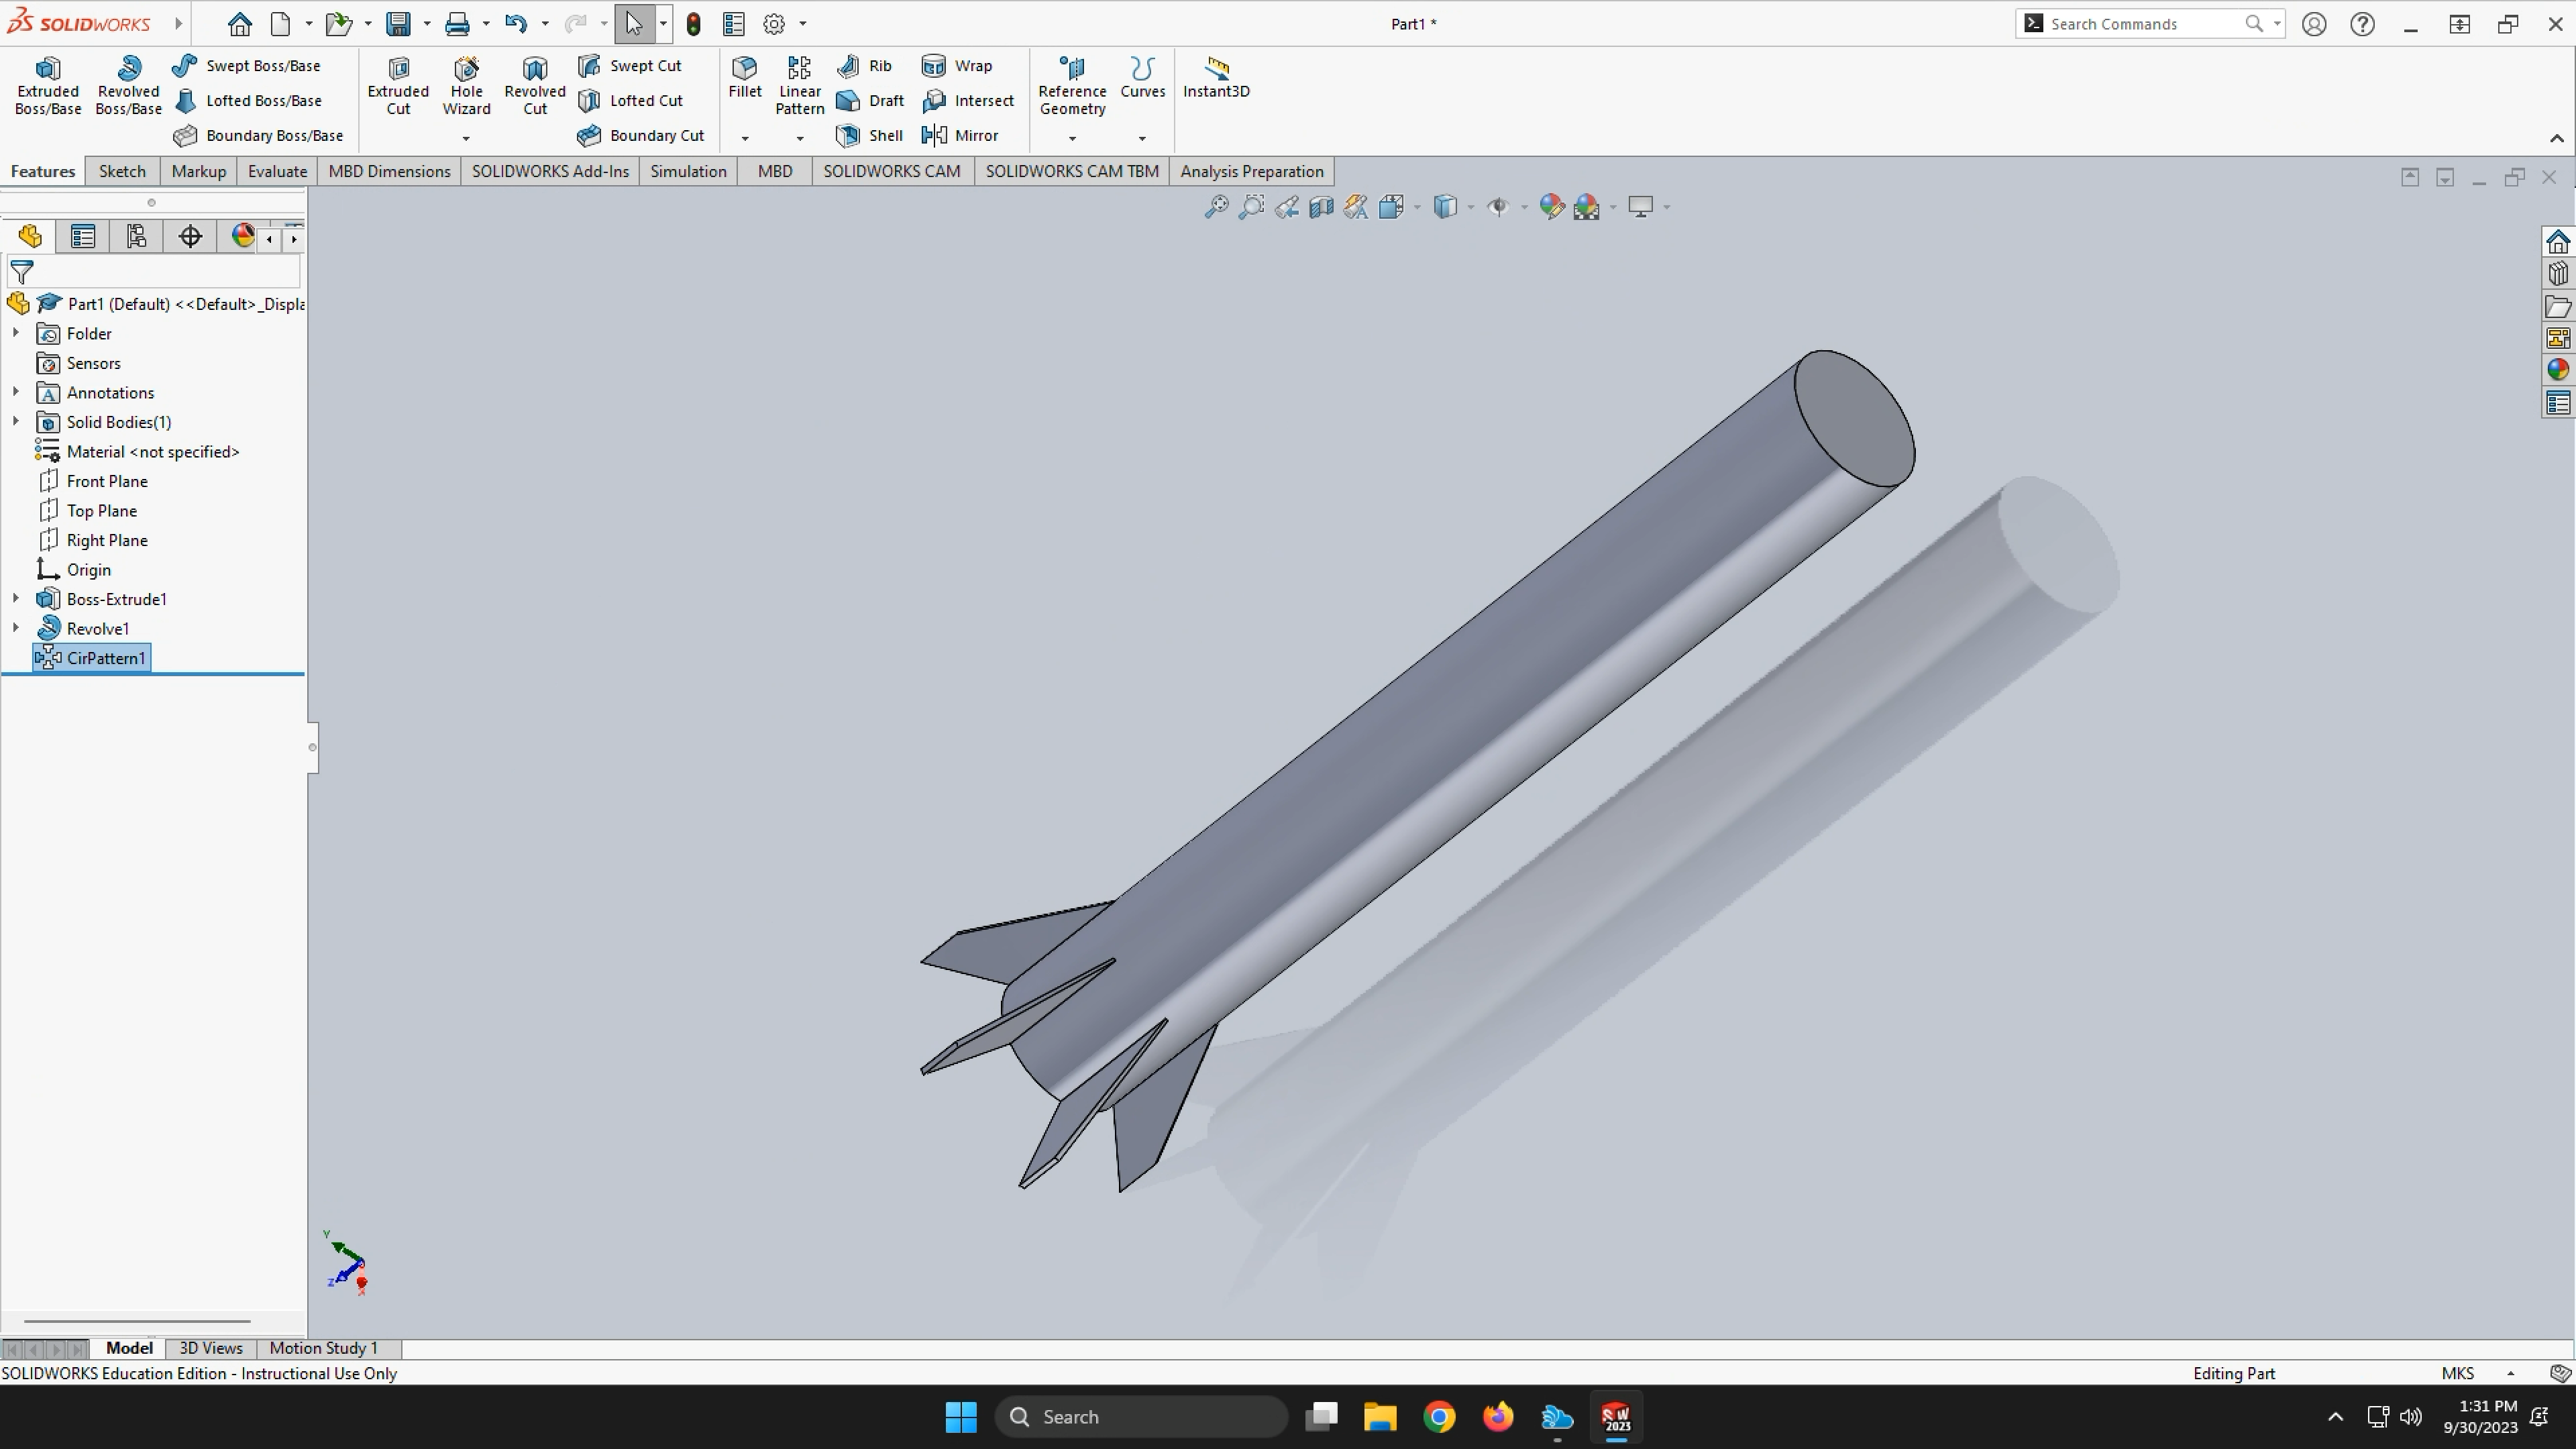 SOLIDWORKS
Part1 *
Search Commands
Extruded Boss/Base
Revolved Boss/Base
Swept Boss/Base
Lofted Boss/Base
Boundary Boss/Base
Extruded Cut
Hole Wizard
Revolved Cut
Swept Cut
Lofted Cut
Boundary Cut
Fillet
Linear Pattern
Rib
Draft
Shell
Wrap
Intersect
Mirror
Reference Geometry
Curves
Instant3D
Features Sketch Markup Evaluate MBD Dimensions SOLIDWORKS Add-Ins Simulation MBD SOLIDWORKS CAM SOLIDWORKS CAM TBM Analysis Preparation
Part1 (Default) <<Default>_Displa
Folder
Sensors
Annotations
Solid Bodies(1)
Material <not specified>
Front Plane
Top Plane
Right Plane
Origin
Boss-Extrude1
Revolve1
CirPattern1
Y
Z
X
Model 3D Views Motion Study 1
SOLIDWORKS Education Edition - Instructional Use Only
Editing Part
MKS
Search
SW
2023
1:31 PM
9/30/2023